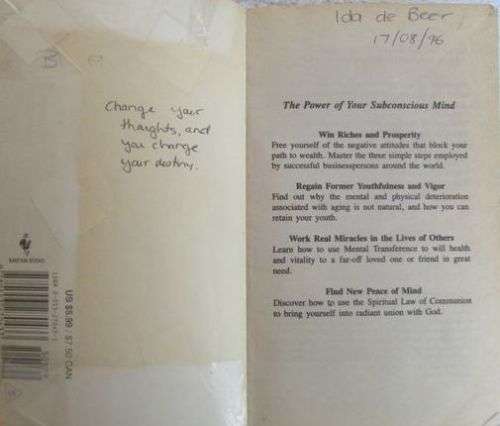 Change your
thoughts, and
you change
your destiny.
BANTAM BOOKS
US $5.99 $7.50 CAN
Ida de Beer
17/08/96
The Power of Your Subconscious Mind
Win Riches and Prosperity
Free yourself of the negative attitudes that block your
path to wealth. Master the three simple steps employed
by successful businesspersons around the world.
Regain Former Youthfulness and Vigor
Find out why the mental and physical deterioration
associated with aging is not natural, and how you can
retain your youth.
Work Real Miracles in the Lives of Others
Learn how to use Mental Transference to will health
and vitality to a far-off loved one or friend in great
need.
Find New Peace of Mind
Discover how to use the Spiritual Law of Communion
to bring yourself into radiant union with God.